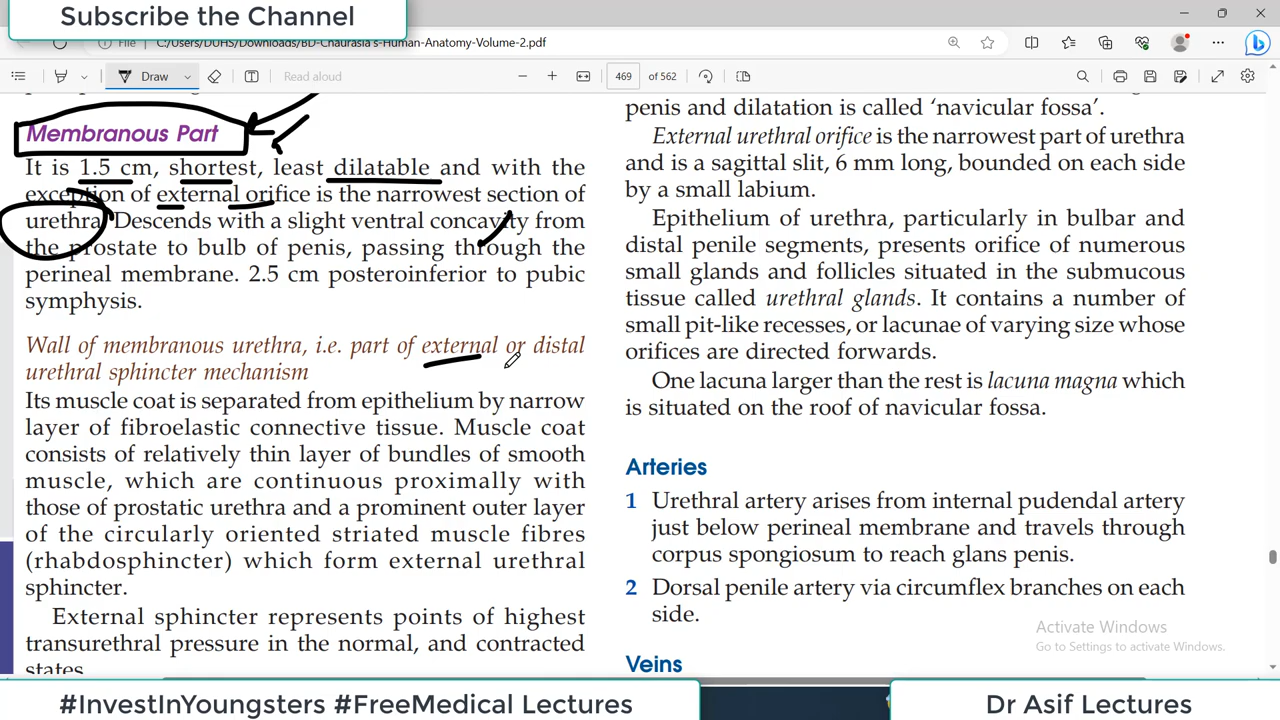 Subscribe the Channel
File
C:/Users/DUHS/Downloads/BD-Chaurasia's-Human-Anatomy-Volume-2.pdf
Draw
Read aloud
469 of 562
Membranous Part
It is 1.5 cm, shortest, least dilatable and with the
exception of external orifice is the narrowest section of
urethra. Descends with a slight ventral concavity from
the prostate to bulb of penis, passing through the
perineal membrane. 2.5 cm posteroinferior to pubic
symphysis.
Wall of membranous urethra, i.e. part of external or distal
urethral sphincter mechanism
Its muscle coat is separated from epithelium by narrow
layer of fibroelastic connective tissue. Muscle coat
consists of relatively thin layer of bundles of smooth
muscle, which are continuous proximally with
those of prostatic urethra and a prominent outer layer
of the circularly oriented striated muscle fibres
(rhabdosphincter) which form external urethral
sphincter.
External sphincter represents points of highest
transurethral pressure in the normal, and contracted
states.
penis and dilatation is called 'navicular fossa'.
External urethral orifice is the narrowest part of urethra
and is a sagittal slit, 6 mm long, bounded on each side
by a small labium.
Epithelium of urethra, particularly in bulbar and
distal penile segments, presents orifice of numerous
small glands and follicles situated in the submucous
tissue called urethral glands. It contains a number of
small pit-like recesses, or lacunae of varying size whose
orifices are directed forwards.
One lacuna larger than the rest is lacuna magna which
is situated on the roof of navicular fossa.
Arteries
1 Urethral artery arises from internal pudendal artery
just below perineal membrane and travels through
corpus spongiosum to reach glans penis.
2 Dorsal penile artery via circumflex branches on each
side.
Veins
Activate Windows
Go to Settings to activate Windows.
#InvestInYoungsters #FreeMedical Lectures
Dr Asif Lectures